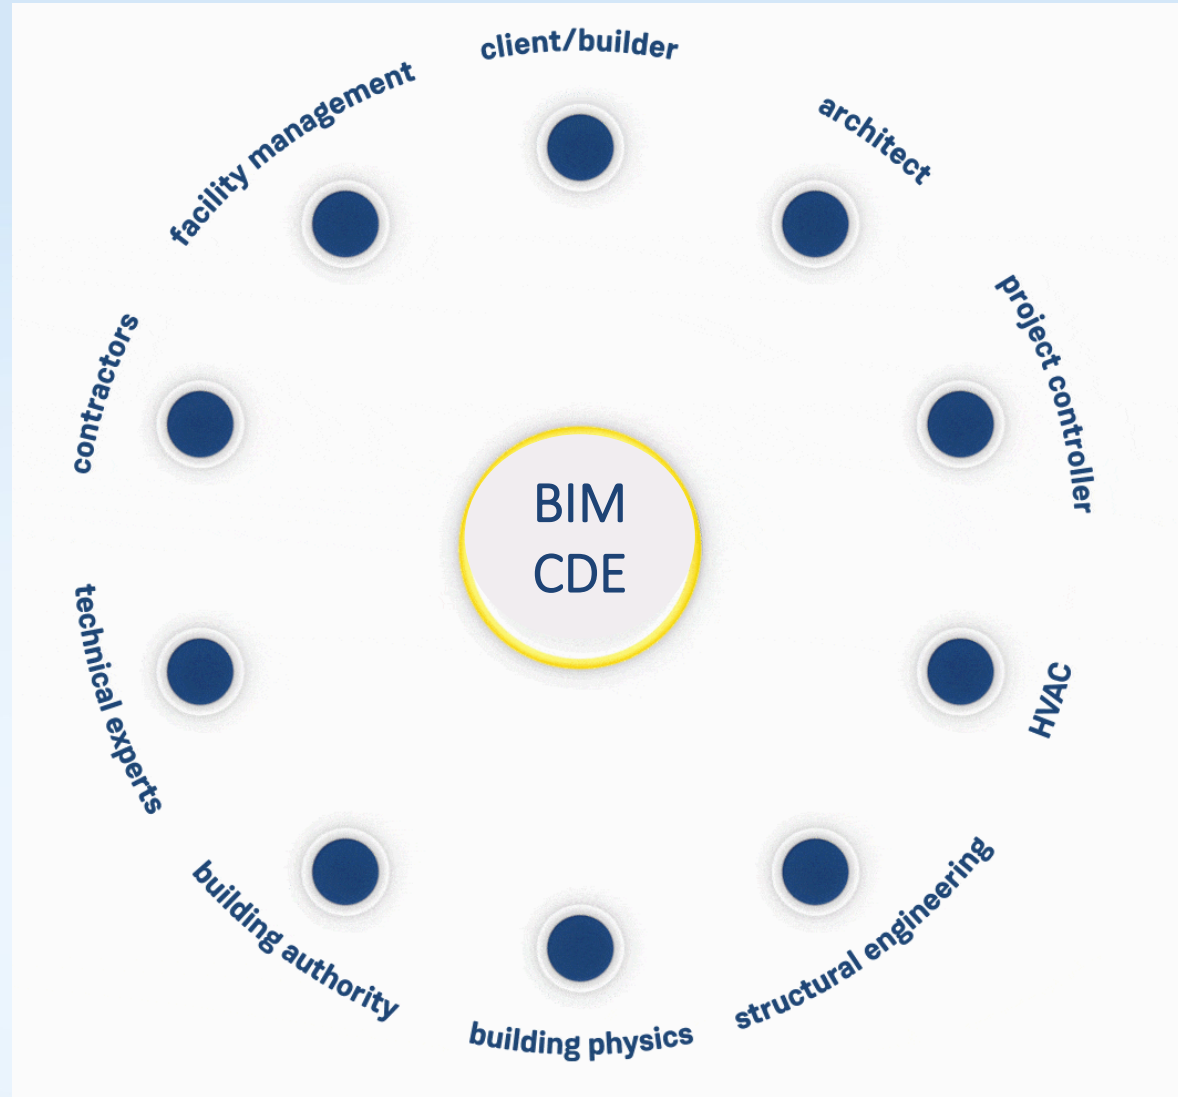 client/builder
architect
project controller
HVAC
structural engineering
building physics
building authority
technical experts
contractors
facility management
BIM
CDE